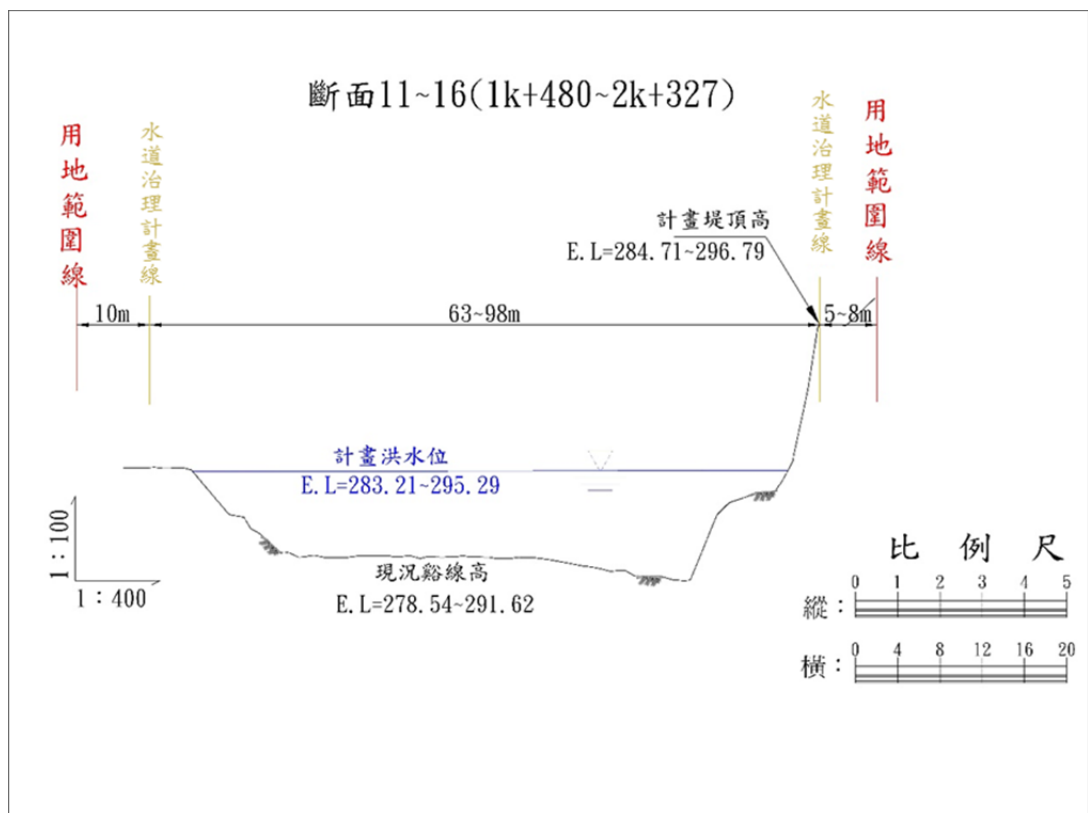 斷面11~16(1k+480~2k+327)
用地範圍線
水道治理計畫線
水道治理計畫線
用地範圍線
計畫堤頂高
E.L=284.71~296.79
10m
63~98m
5~8m
計畫洪水位
E.L=283.21~295.29
現況谿線高
E.L=278.54~291.62
1:100
1:400
比例尺
縱:
0 1 2 3 4 5
橫:
0 4 8 12 16 20